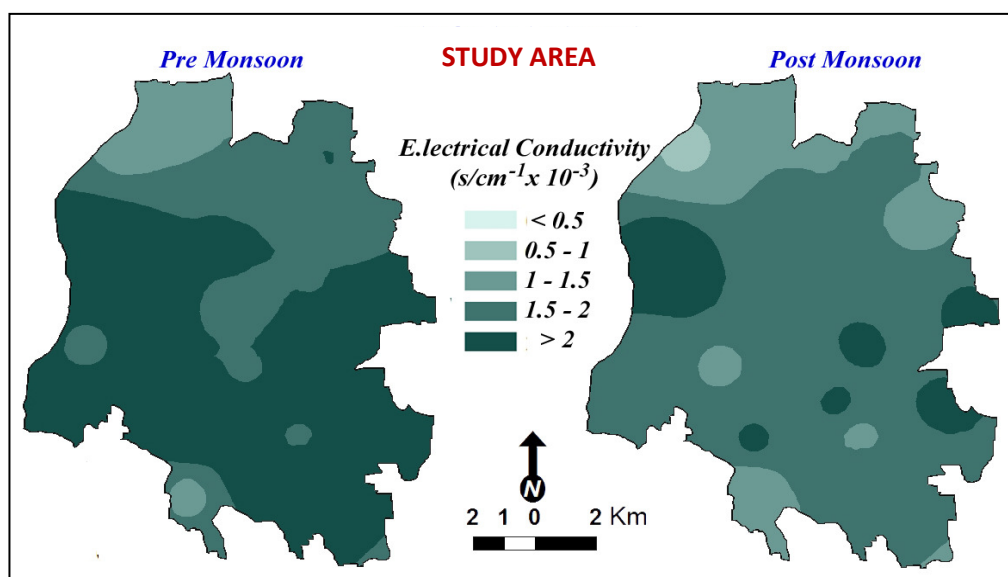 Pre Monsoon
STUDY AREA
Post Monsoon
E.lectrical Conductivity
(s/cm⁻¹x 10⁻³)
< 0.5
0.5 - 1
1 - 1.5
1.5 - 2
> 2
N
2 1 0 2 Km